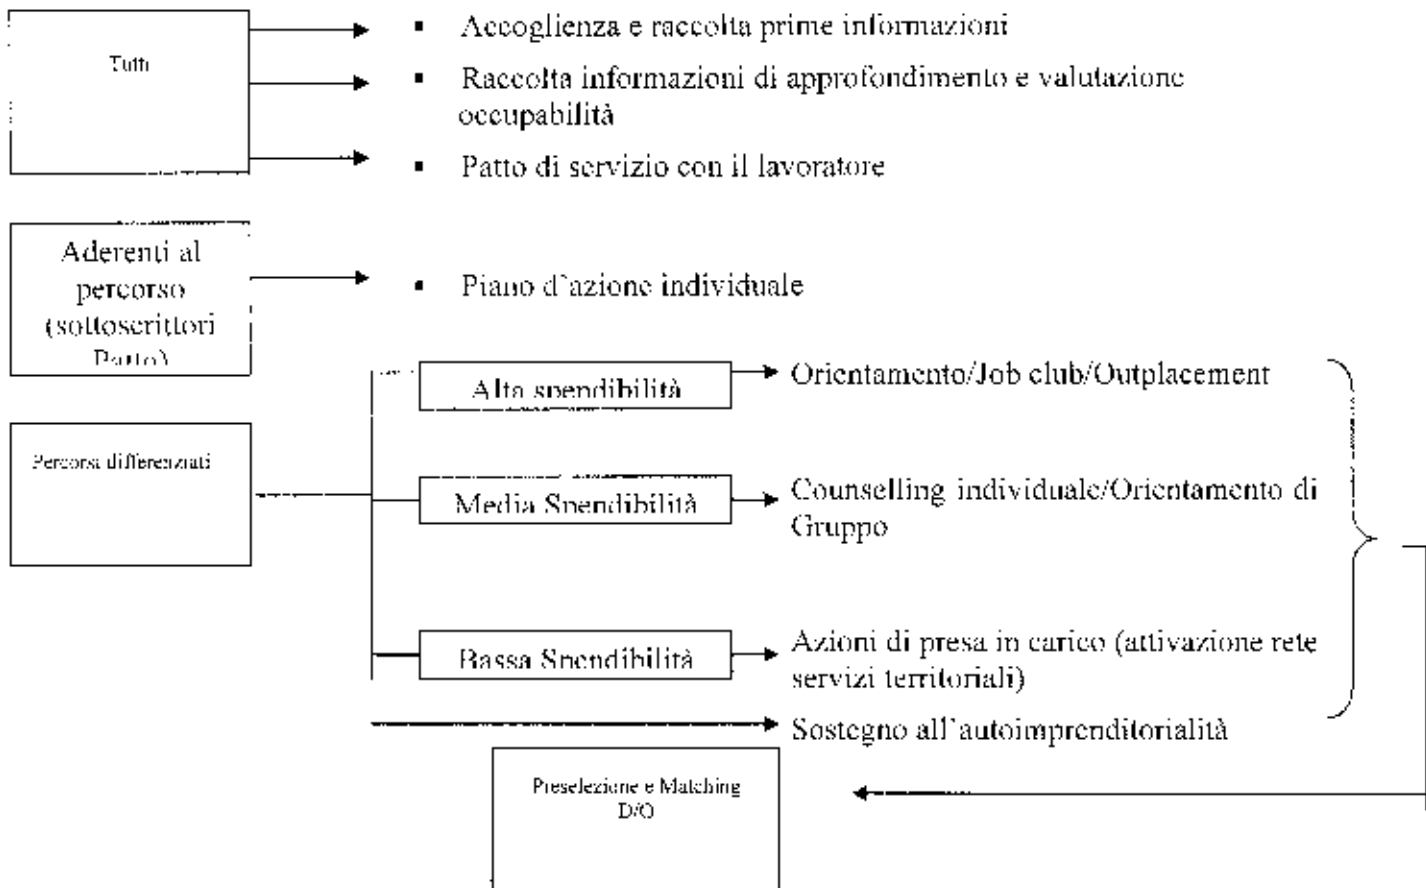 Tutti
▪ Accoglienza e raccolta prime informazioni
▪ Raccolta informazioni di approfondimento e valutazione
occupabilità
▪ Patto di servizio con il lavoratore
Aderenti al
percorso
(sottoscrittori
Patto)
▪ Piano d'azione individuale
Percorsi differenziati
Alta spendibilità
Orientamento/Job club/Outplacement
Media Spendibilità
Counselling individuale/Orientamento di
Gruppo
Bassa Spendibilità
Azioni di presa in carico (attivazione rete
servizi territoriali)
Sostegno all'autoimprenditorialità
Preselezione e Matching
D/O